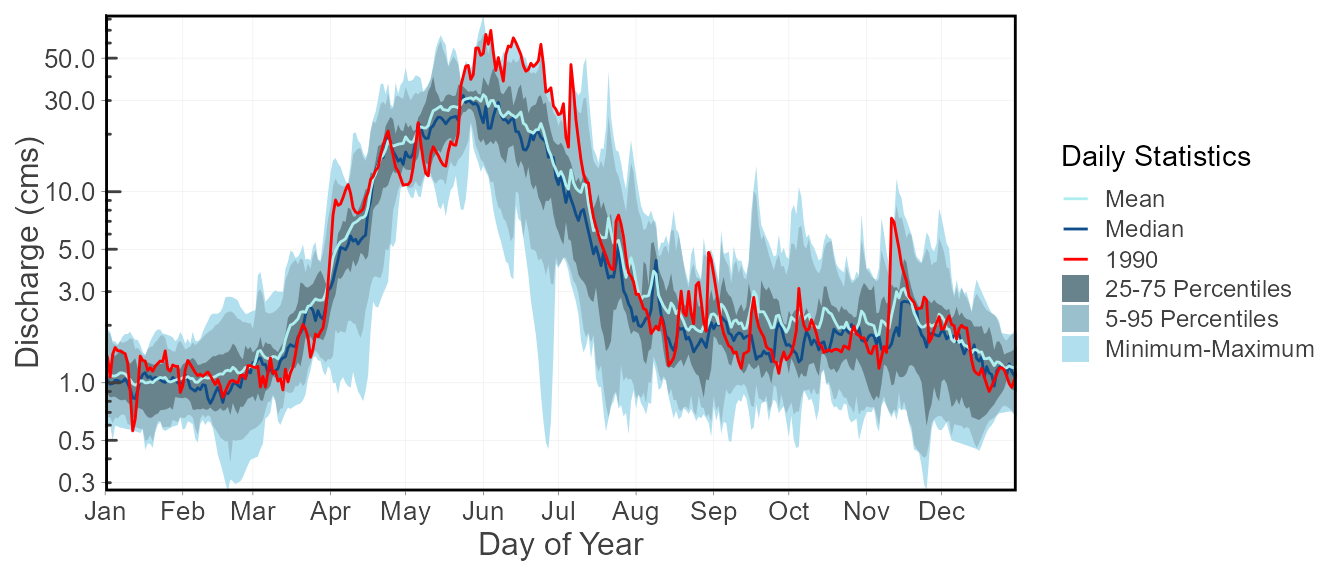 Discharge (cms)
50.0
30.0
10.0
5.0
3.0
1.0
0.5
0.3
Jan Feb Mar Apr May Jun Jul Aug Sep Oct Nov Dec
Day of Year
Daily Statistics
Mean
Median
1990
25-75 Percentiles
5-95 Percentiles
Minimum-Maximum